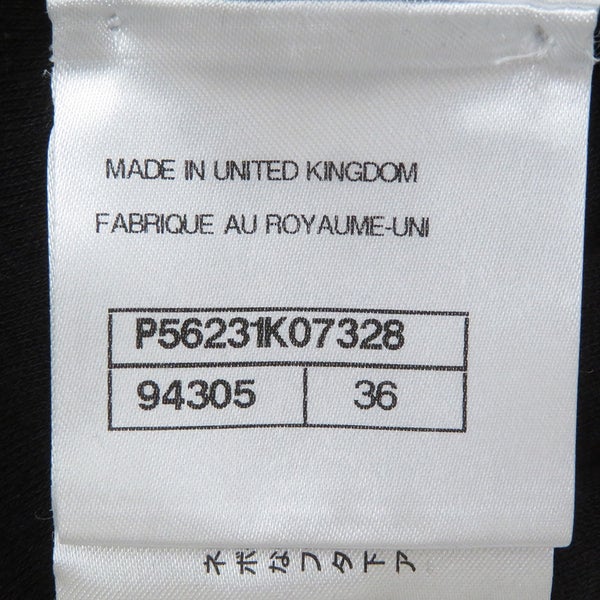 MADE IN UNITED KINGDOM
FABRIQUE AU ROYAUME-UNI
P56231K07328
94305 36